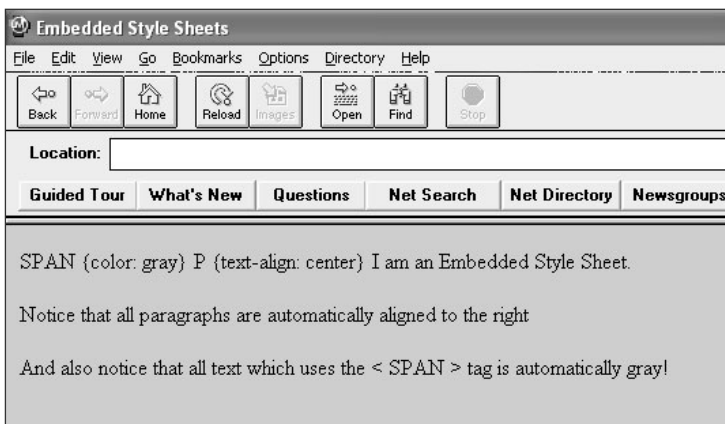 Embedded Style Sheets
File Edit View Go Bookmarks Options Directory Help
Back Forward Home Reload Images Open Find Stop
Location:
Guided Tour What's New Questions Net Search Net Directory Newsgroups
SPAN {color: gray} P {text-align: center} I am an Embedded Style Sheet.
Notice that all paragraphs are automatically aligned to the right
And also notice that all text which uses the < SPAN > tag is automatically gray!